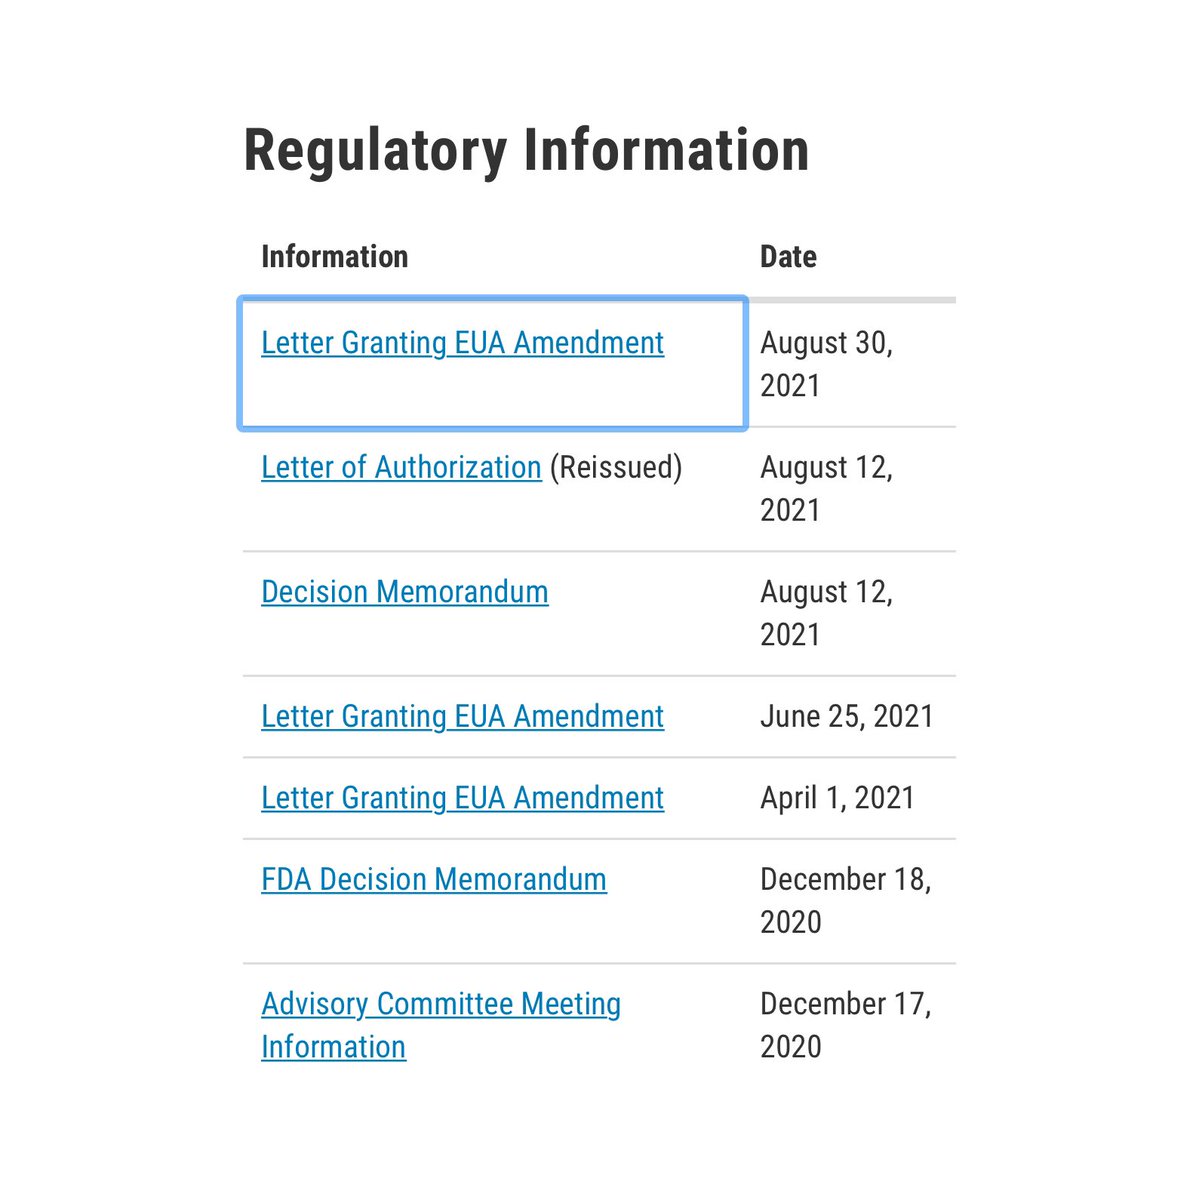 Regulatory Information
Information Date
Letter Granting EUA Amendment August 30,
2021
Letter of Authorization (Reissued) August 12,
2021
Decision Memorandum August 12,
2021
Letter Granting EUA Amendment June 25, 2021
Letter Granting EUA Amendment April 1, 2021
FDA Decision Memorandum December 18,
2020
Advisory Committee Meeting December 17,
Information 2020